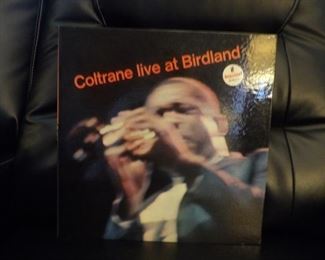 Coltrane live at Birdland